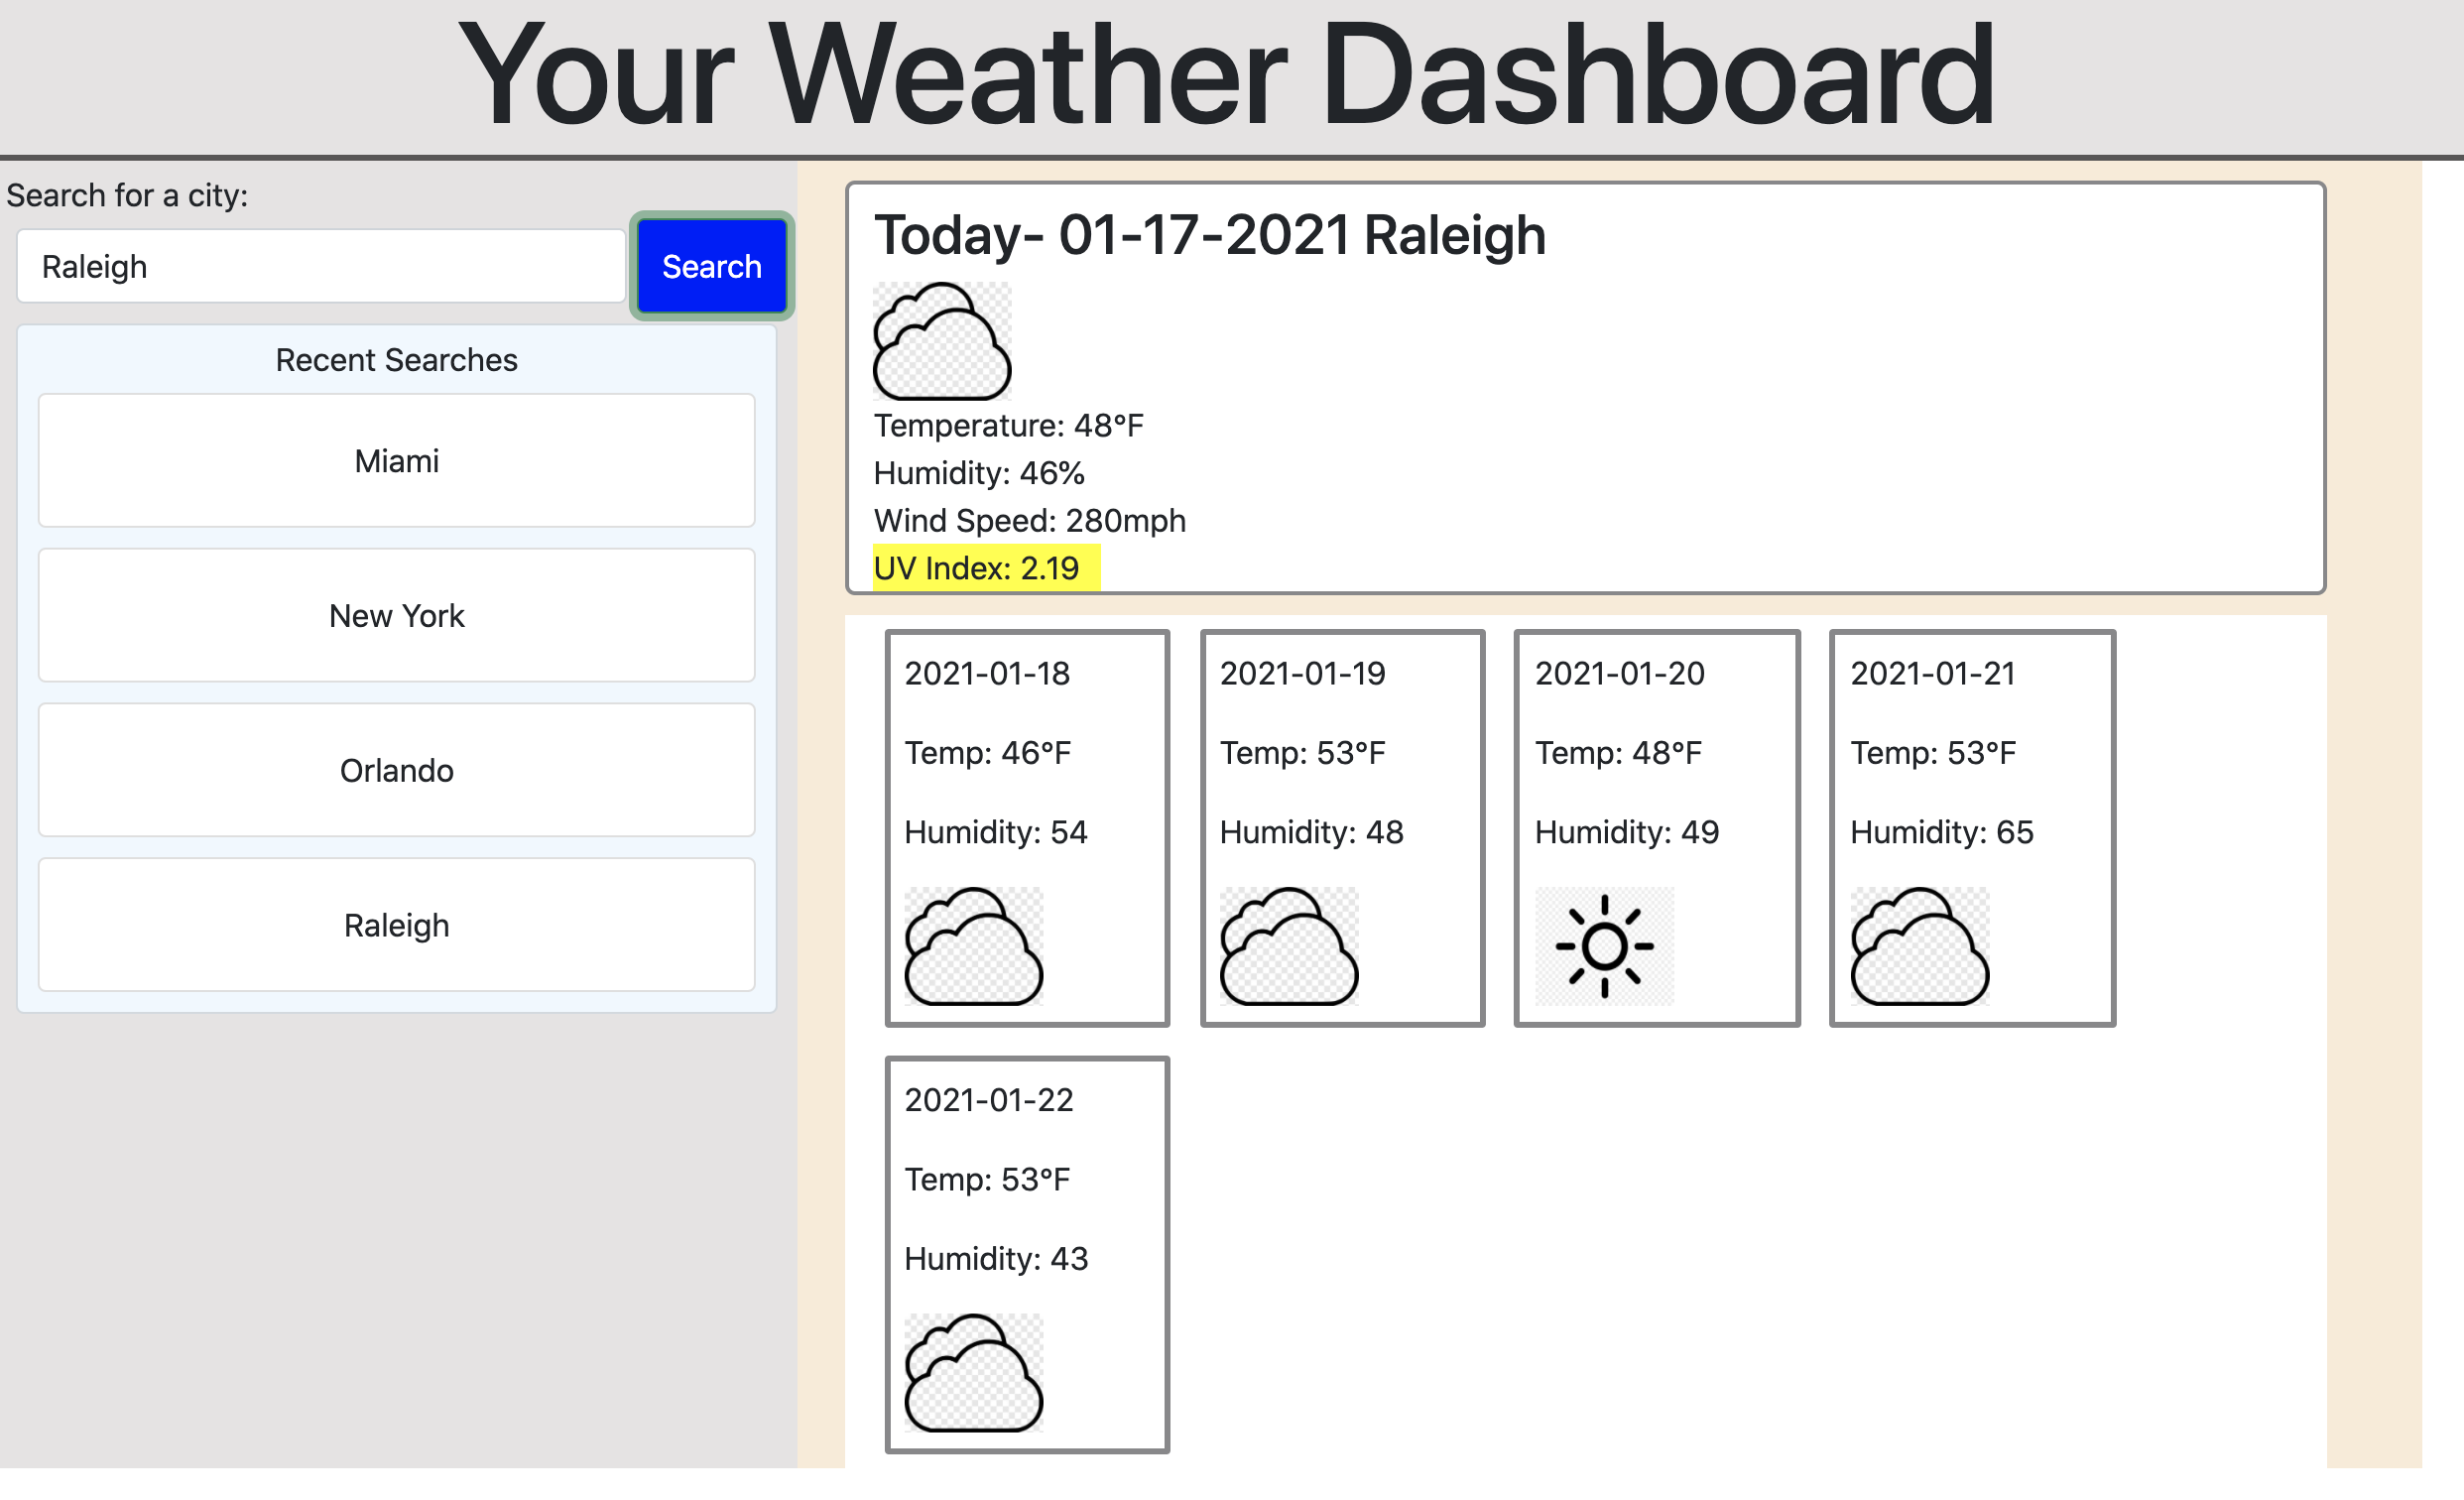 Your Weather Dashboard
Search for a city:
Raleigh
Search
Recent Searches
Miami
New York
Orlando
Raleigh
Today- 01-17-2021 Raleigh
Temperature: 48°F
Humidity: 46%
Wind Speed: 280mph
UV Index: 2.19
2021-01-18
Temp: 46°F
Humidity: 54
2021-01-19
Temp: 53°F
Humidity: 48
2021-01-20
Temp: 48°F
Humidity: 49
2021-01-21
Temp: 53°F
Humidity: 65
2021-01-22
Temp: 53°F
Humidity: 43